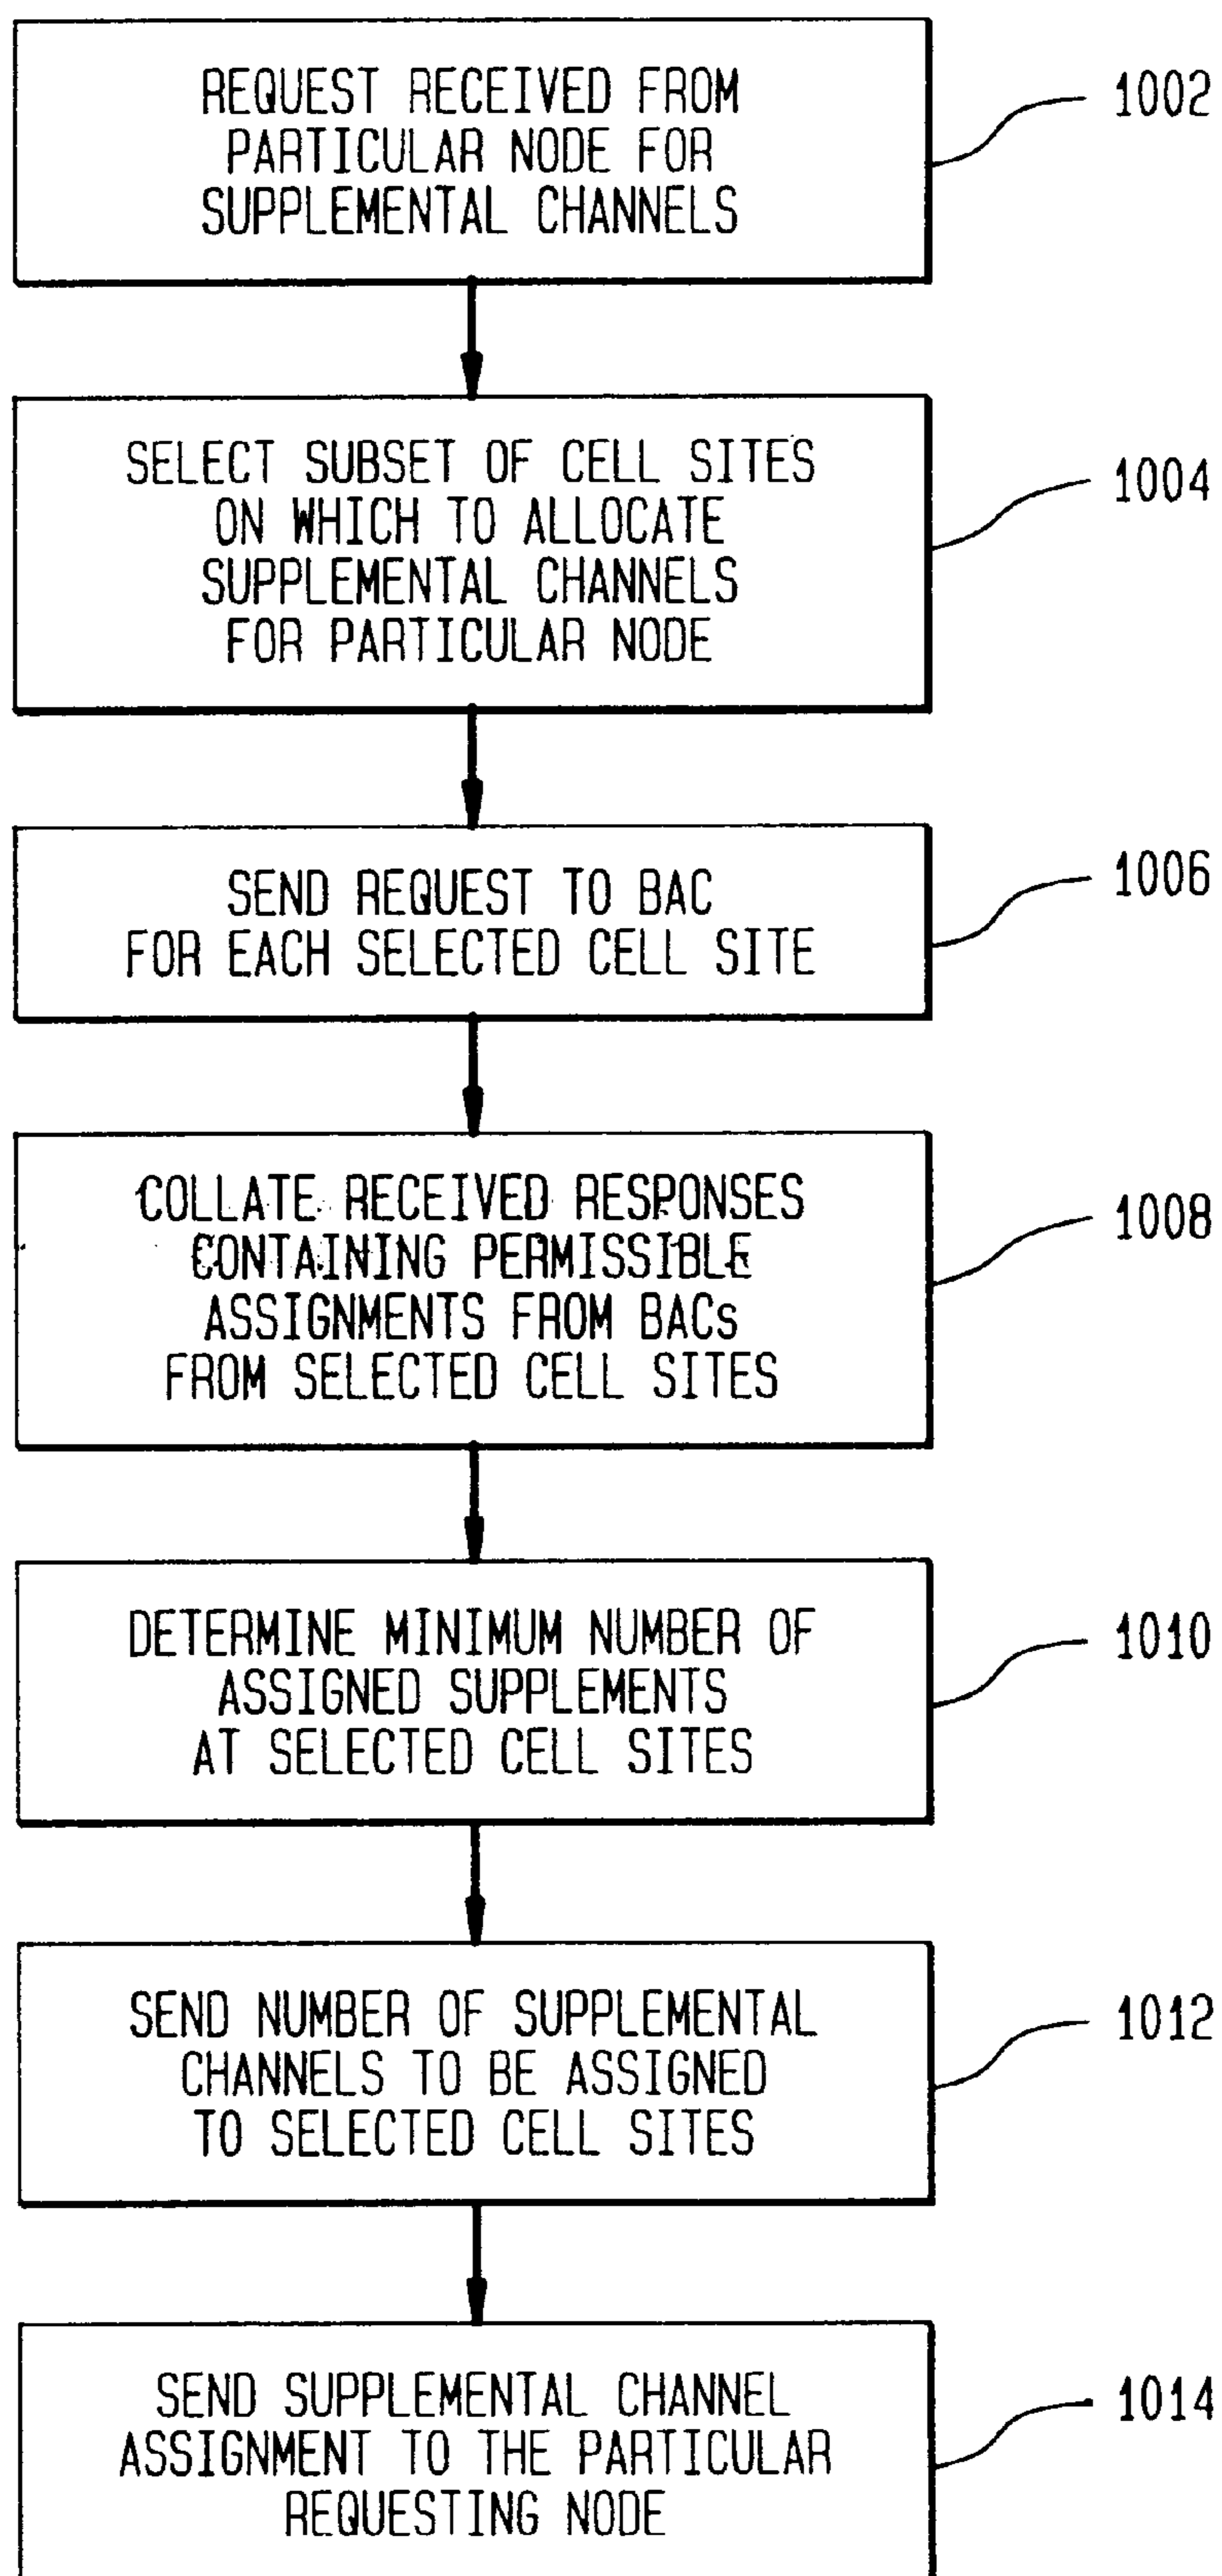 REQUEST RECEIVED FROM
PARTICULAR NODE FOR
SUPPLEMENTAL CHANNELS
1002
SELECT SUBSET OF CELL SITES
ON WHICH TO ALLOCATE
SUPPLEMENTAL CHANNELS
FOR PARTICULAR NODE
1004
SEND REQUEST TO BAC
FOR EACH SELECTED CELL SITE
1006
COLLATE RECEIVED RESPONSES
CONTAINING PERMISSIBLE
ASSIGNMENTS FROM BACs
FROM SELECTED CELL SITES
1008
DETERMINE MINIMUM NUMBER OF
ASSIGNED SUPPLEMENTS
AT SELECTED CELL SITES
1010
SEND NUMBER OF SUPPLEMENTAL
CHANNELS TO BE ASSIGNED
TO SELECTED CELL SITES
1012
SEND SUPPLEMENTAL CHANNEL
ASSIGNMENT TO THE PARTICULAR
REQUESTING NODE
1014